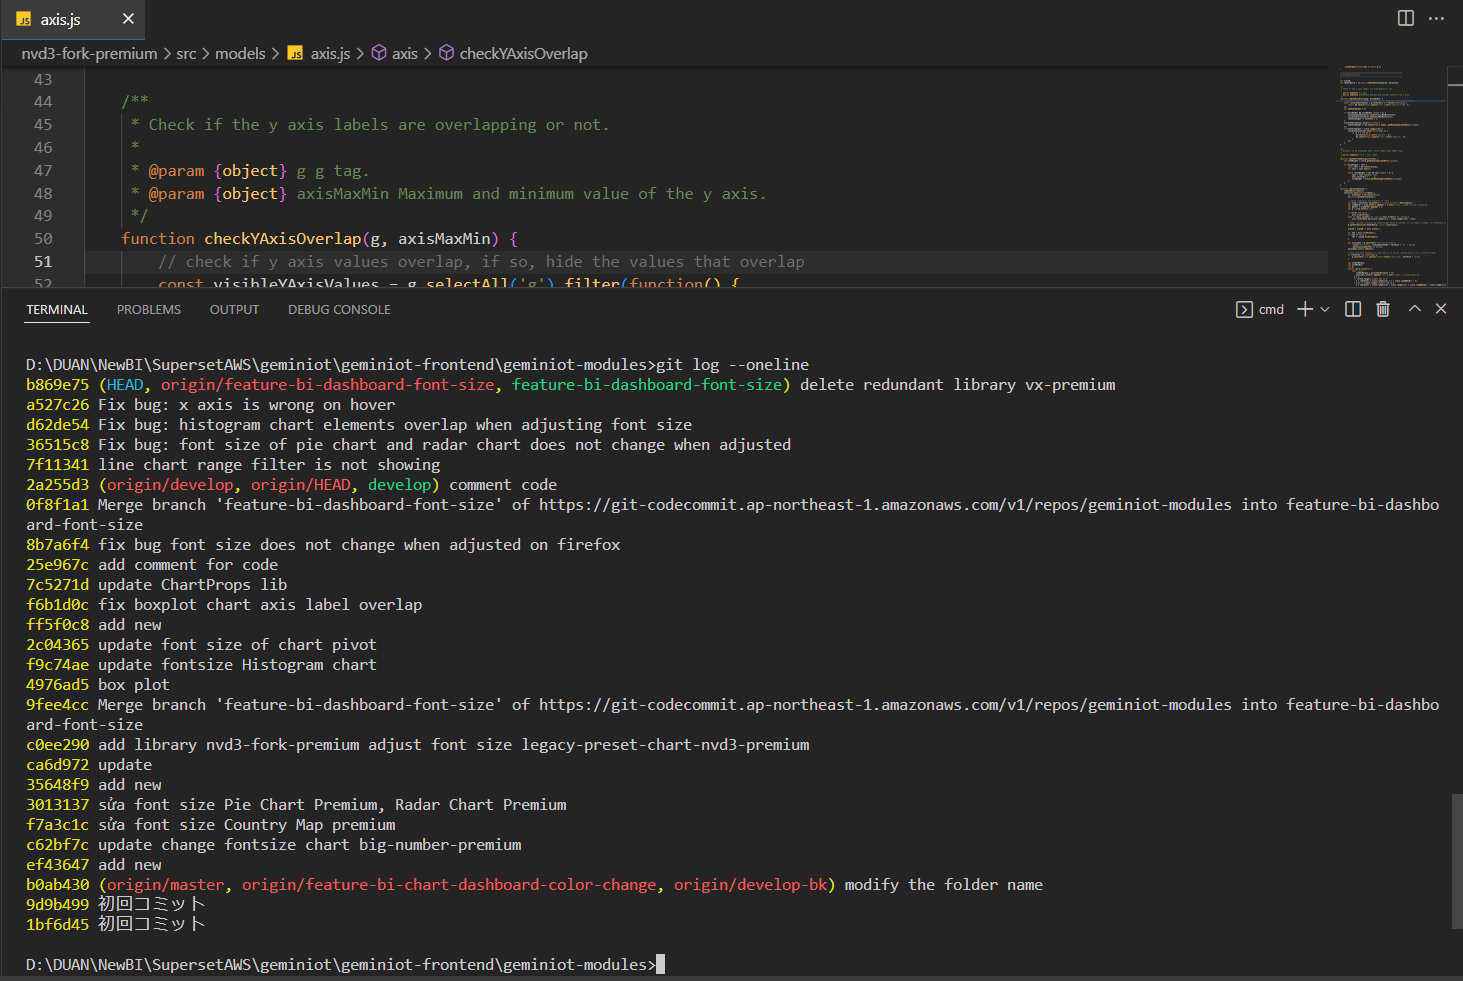 JS axis.js
nvd3-fork-premium > src > models > JS axis.js > axis > checkYAxisOverlap
43
44 /**
45 * Check if the y axis labels are overlapping or not.
46 *
47 * @param {object} g g tag.
48 * @param {object} axisMaxMin Maximum and minimum value of the y axis.
49 */
50 function checkYAxisOverlap(g, axisMaxMin) {
51 // check if y axis values overlap, if so, hide the values that overlap
52 const visibleYAxisValues = g.selectAll('g').filter(function() {
TERMINAL PROBLEMS OUTPUT DEBUG CONSOLE cmd
D:\DUAN\NewBI\SupersetAWS\geminiot\geminiot-frontend\geminiot-modules>git log --oneline
b869e75 (HEAD, origin/feature-bi-dashboard-font-size, feature-bi-dashboard-font-size) delete redundant library vx-premium
a527c26 Fix bug: x axis is wrong on hover
d62de54 Fix bug: histogram chart elements overlap when adjusting font size
36515c8 Fix bug: font size of pie chart and radar chart does not change when adjusted
7f11341 line chart range filter is not showing
2a255d3 (origin/develop, origin/HEAD, develop) comment code
0f8f1a1 Merge branch 'feature-bi-dashboard-font-size' of https://git-codecommit.ap-northeast-1.amazonaws.com/v1/repos/geminiot-modules into feature-bi-dashbo
ard-font-size
8b7a6f4 fix bug font size does not change when adjusted on firefox
25e967c add comment for code
7c5271d update ChartProps lib
f6b1d0c fix boxplot chart axis label overlap
ff5f0c8 add new
2c04365 update font size of chart pivot
f9c74ae update fontsize Histogram chart
4976ad5 box plot
9fee4cc Merge branch 'feature-bi-dashboard-font-size' of https://git-codecommit.ap-northeast-1.amazonaws.com/v1/repos/geminiot-modules into feature-bi-dashbo
ard-font-size
c0ee290 add library nvd3-fork-premium adjust font size legacy-preset-chart-nvd3-premium
ca6d972 update
35648f9 add new
3013137 sửa font size Pie Chart Premium, Radar Chart Premium
f7a3c1c sửa font size Country Map premium
c62bf7c update change fontsize chart big-number-premium
ef43647 add new
b0ab430 (origin/master, origin/feature-bi-chart-dashboard-color-change, origin/develop-bk) modify the folder name
9d9b499 初回コミット
1bf6d45 初回コミット
D:\DUAN\NewBI\SupersetAWS\geminiot\geminiot-frontend\geminiot-modules>